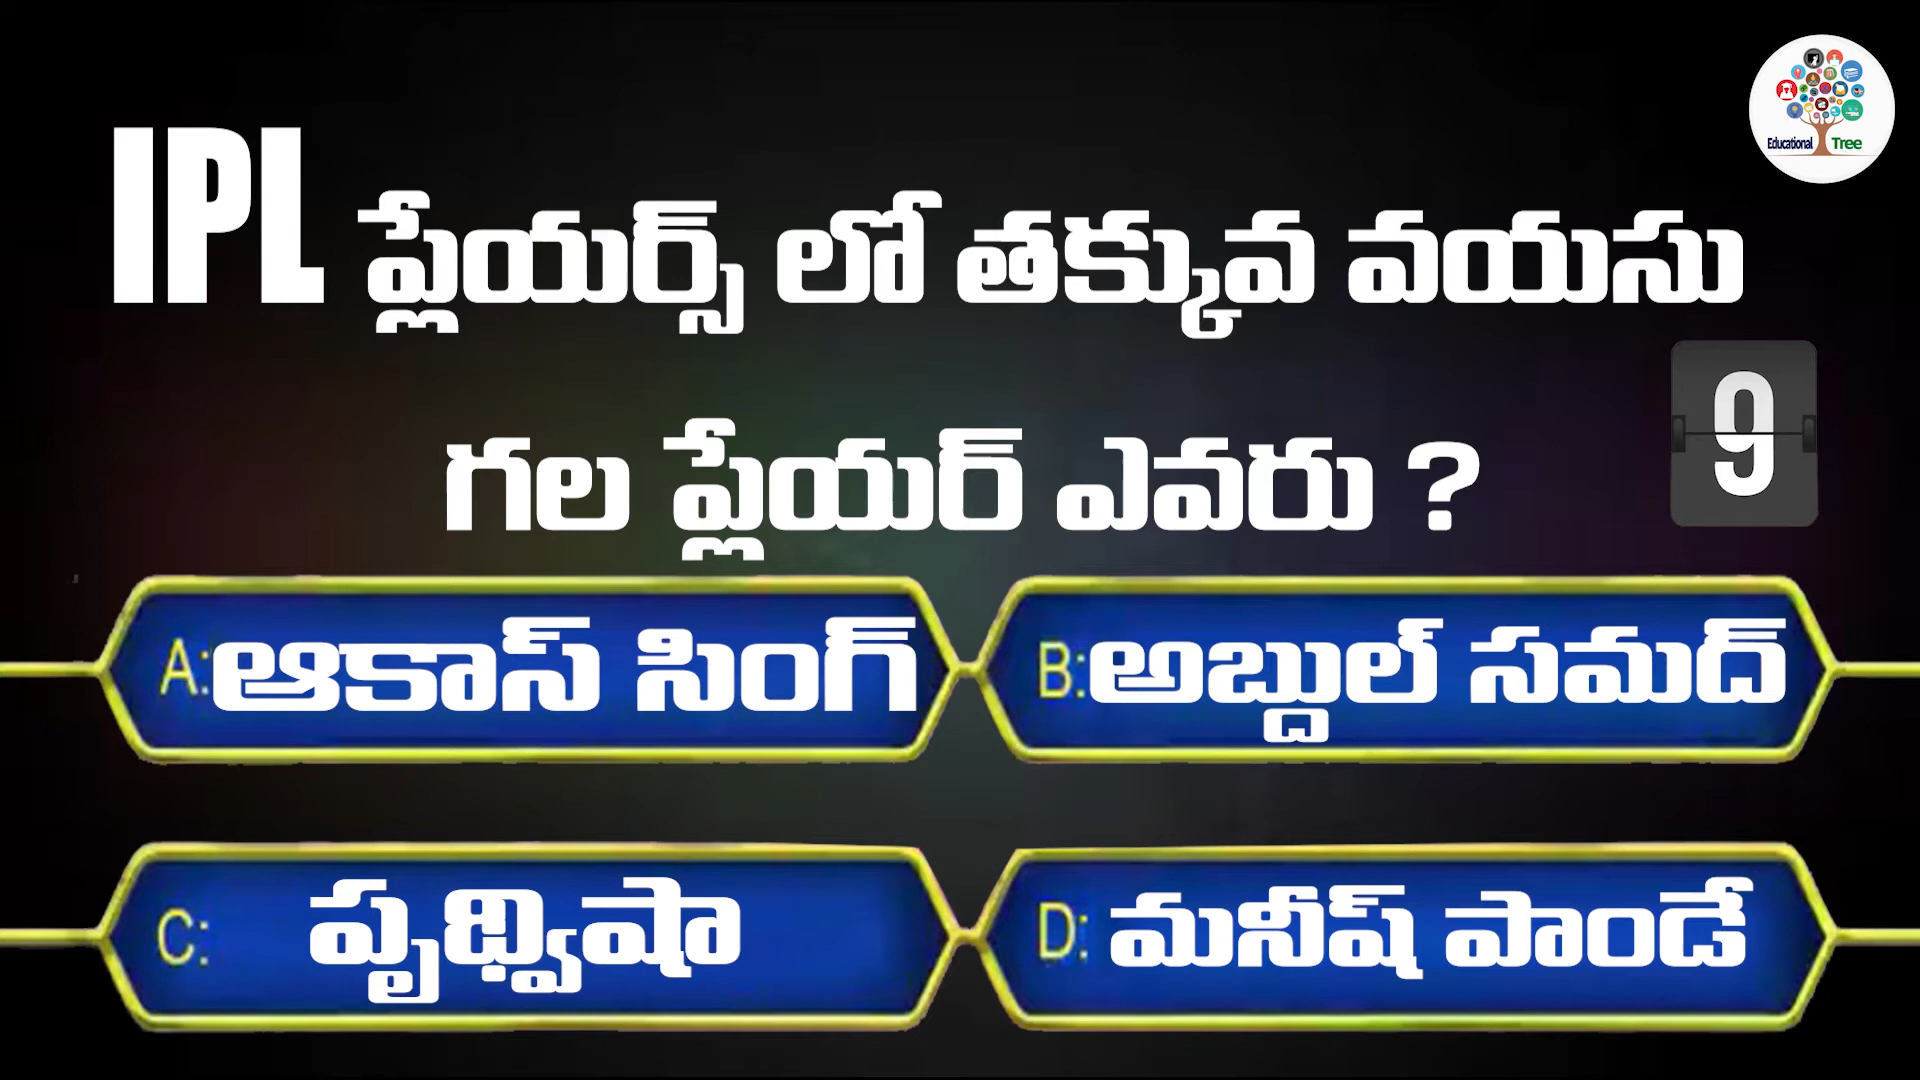 Educational Tree
IPL ప్లేయర్స్ లో తక్కువ వయసు
గల ప్లేయర్ ఎవరు ?
9
A: ఆకాస్ సింగ్
B: అబ్దుల్ సమద్
C: పృథ్విషా
D: మనీష్ పాండే